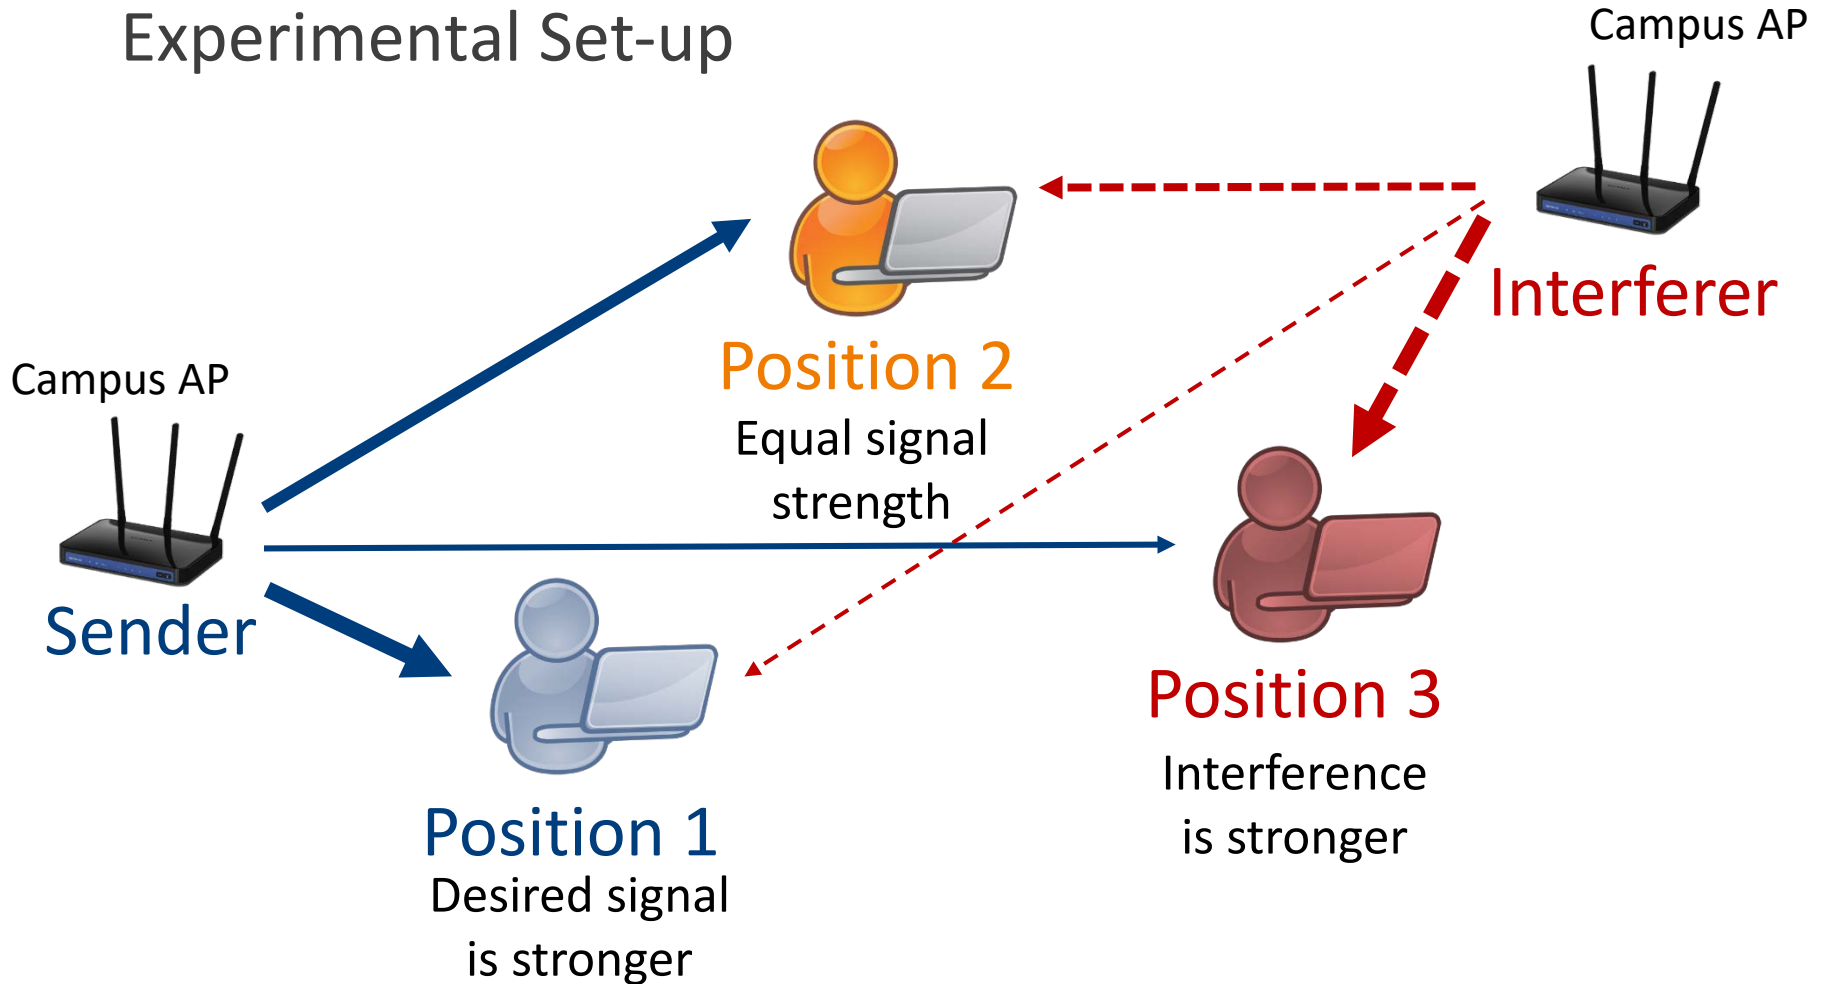 Experimental Set-up
Campus AP
Interferer
Position 2
Equal signal
strength
Campus AP
Sender
Position 3
Interference
is stronger
Position 1
Desired signal
is stronger